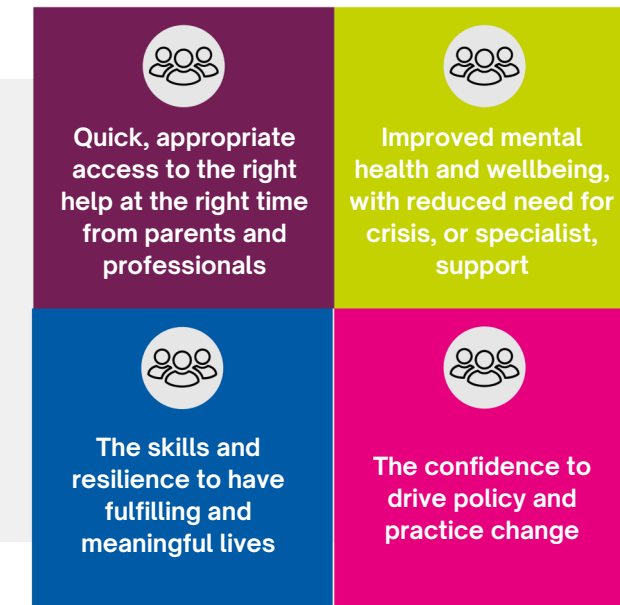 Quick, appropriate
access to the right
help at the right time
from parents and
professionals
Improved mental
health and wellbeing,
with reduced need for
crisis, or specialist,
support
The skills and
resilience to have
fulfilling and
meaningful lives
The confidence to
drive policy and
practice change